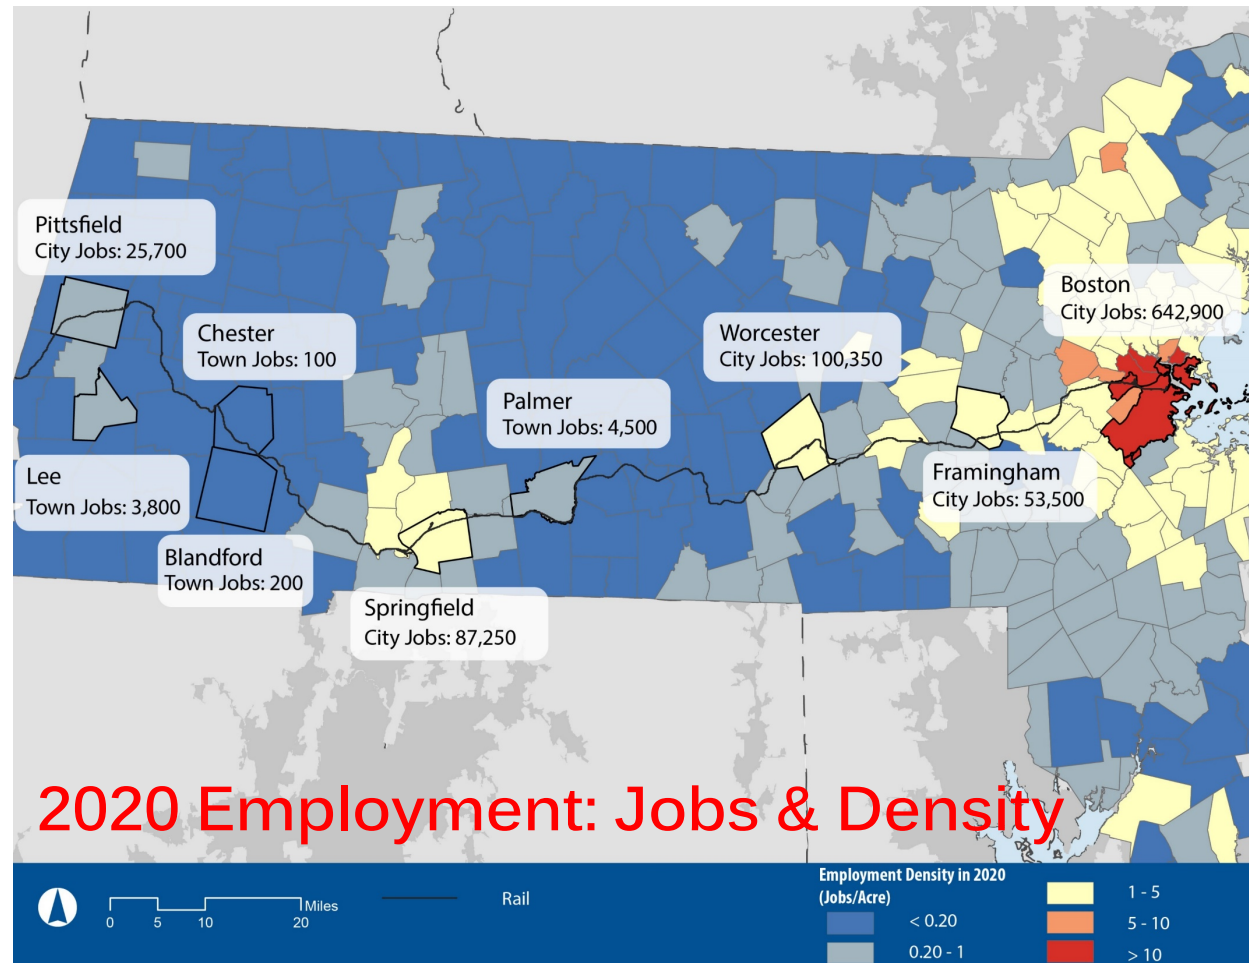 Pittsfield
City Jobs: 25,700
Chester
Town Jobs: 100
Lee
Town Jobs: 3,800
Blandford
Town Jobs: 200
Springfield
City Jobs: 87,250
Palmer
Town Jobs: 4,500
Worcester
City Jobs: 100,350
Framingham
City Jobs: 53,500
Boston
City Jobs: 642,900
2020 Employment: Jobs & Density
0 5 10 20
Miles
Rail
Employment Density in 2020
(Jobs/Acre)
< 0.20
0.20 - 1
1 - 5
5 - 10
> 10